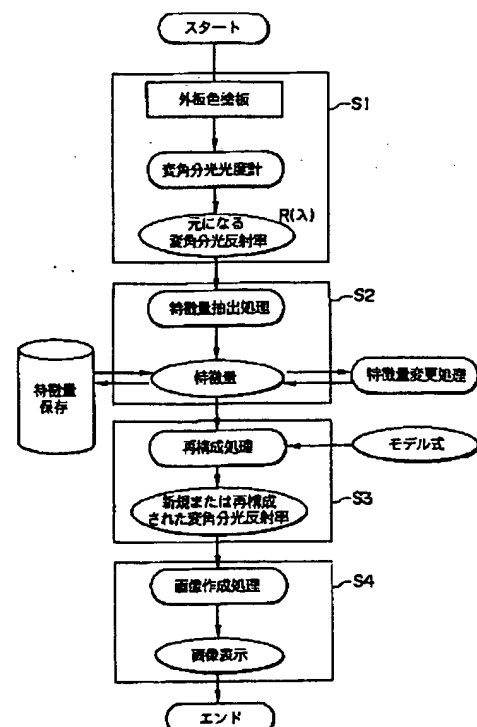 スタート
外板色塗板
S1
変角分光光度計
R(λ)
元になる
変角分光反射率
S2
特徴量抽出処理
特徴量
保存
特徴量
特徴量変更処理
再構成処理
モデル式
新規または再構成
された変角分光反射率
S3
画像作成処理
S4
画像表示
エンド